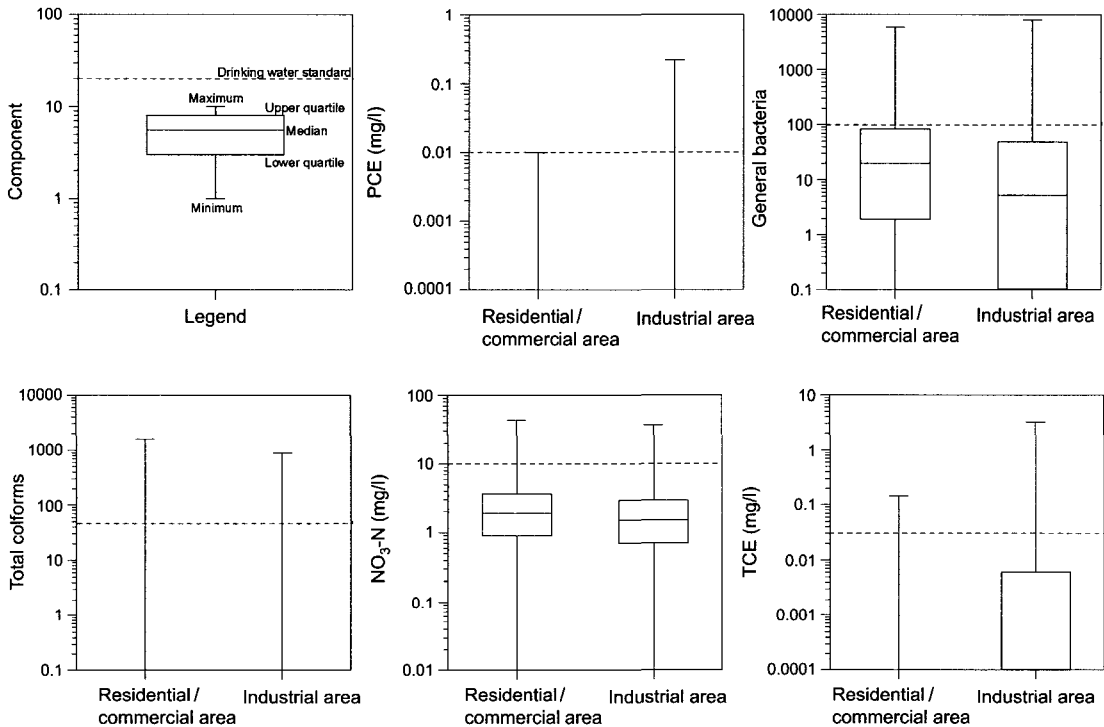 100
10
1
0.1
Component
Drinking water standard
Maximum
Upper quartile
Median
Lower quartile
Minimum
Legend
1
0.1
0.01
0.001
0.0001
PCE (mg/l)
Residential/
commercial area
Industrial area
10000
1000
100
10
1
0.1
General bacteria
Residential/
commercial area
Industrial area
10000
1000
100
50
10
1
0.1
Total colforms
Residential/
commercial area
Industrial area
100
10
1
0.1
0.01
NO3-N (mg/l)
Residential/
commercial area
Industrial area
10
1
0.1
0.01
0.001
0.0001
TCE (mg/l)
Residential/
commercial area
Industrial area